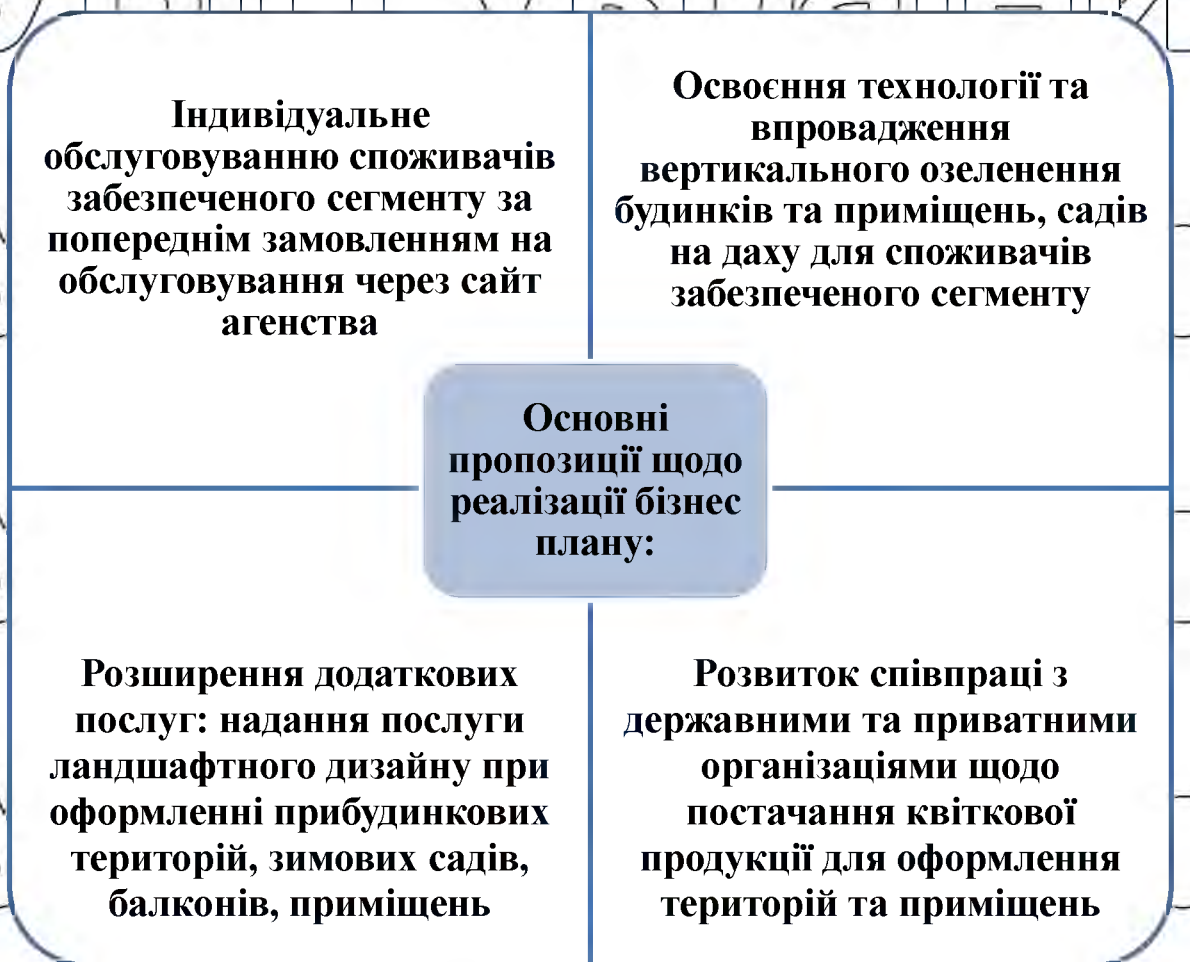 Індивідуальне
обслуговуванню споживачів
забезпеченого сегменту за
попереднім замовленням на
обслуговування через сайт
агенства
Освоєння технології та
впровадження
вертикального озеленення
будинків та приміщень, садів
на даху для споживачів
забезпеченого сегменту
Основні
пропозиції щодо
реалізації бізнес
плану:
Розширення додаткових
послуг: надання послуги
ландшафтного дизайну при
оформленні прибудинкових
територій, зимових садів,
балконів, приміщень
Розвиток співпраці з
державними та приватними
організаціями щодо
постачання квіткової
продукції для оформлення
територій та приміщень